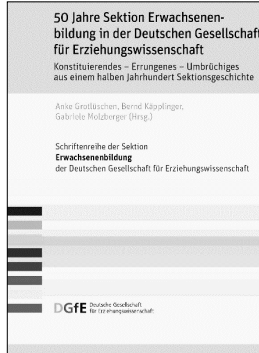 50 Jahre Sektion Erwachsenen-
bildung in der Deutschen Gesellschaft
für Erziehungswissenschaft
Konstituierendes – Errungenes – Umbrüchiges
aus einem halben Jahrhundert Sektionsgeschichte
Anke Grotlüschen, Bernd Käpplinger,
Gabriele Molzberger (Hrsg.)
Schriftenreihe der Sektion
Erwachsenenbildung
der Deutschen Gesellschaft für Erziehungswissenschaft
DGfE Deutsche Gesellschaft
für Erziehungswissenschaft